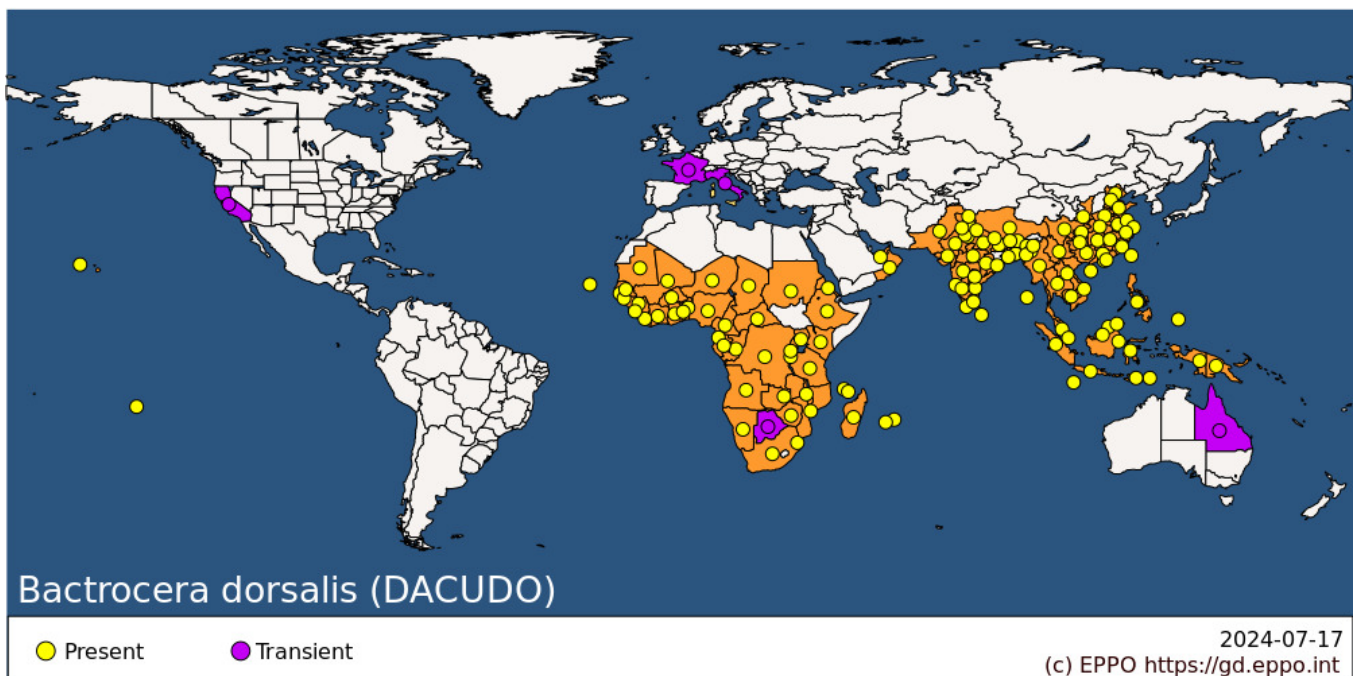 Bactrocera dorsalis (DACUDO)
Present
Transient
2024-07-17
(c) EPPO https://gd.eppo.int